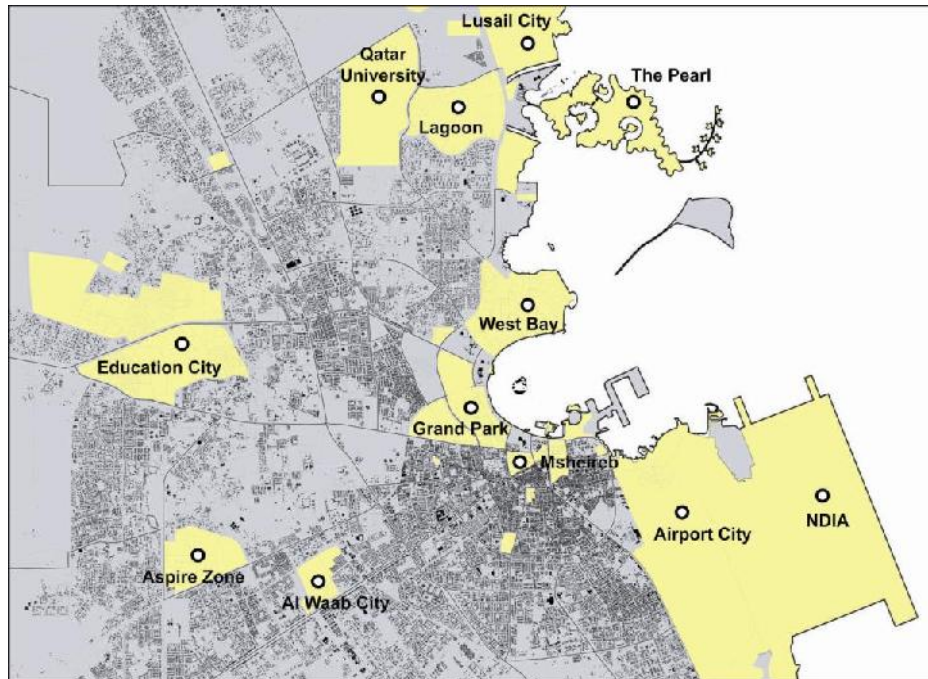 Lusail City
Qatar
University
The Pearl
Lagoon
West Bay
Education City
Grand Park
Msheireb
Airport City
NDIA
Aspire Zone
Al Waab City